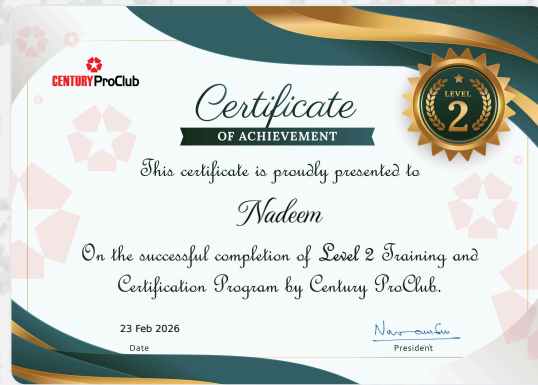 CENTURY ProClub
LEVEL
2
Certificate
OF ACHIEVEMENT
This certificate is proudly presented to
Nadeem
On the successful completion of Level 2 Training and
Certification Program by Century ProClub.
23 Feb 2026
Date
President